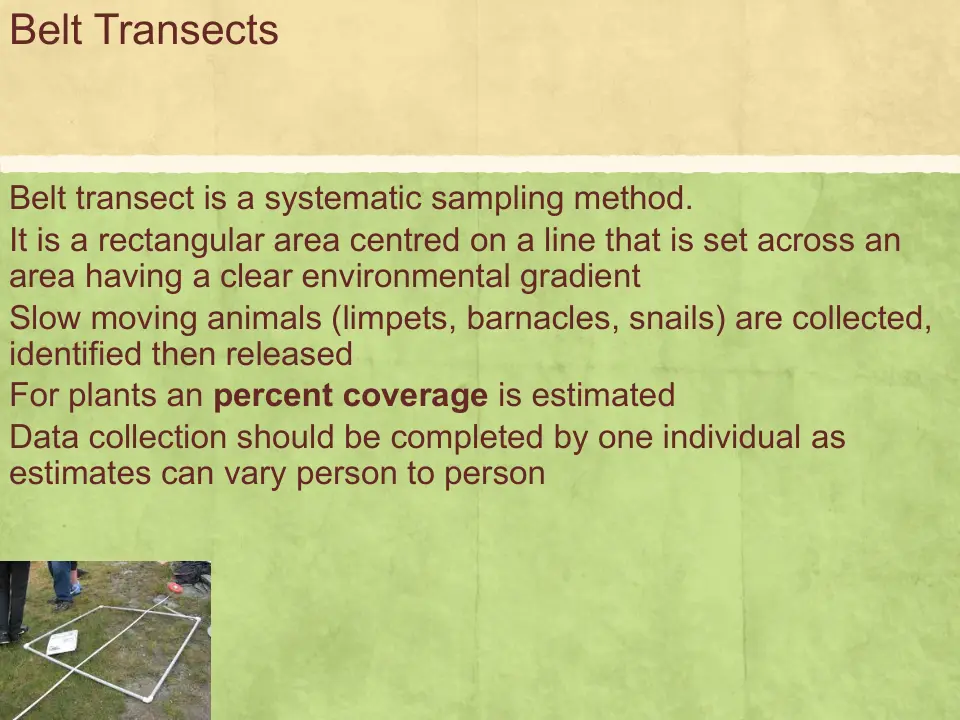 Belt Transects
Belt transect is a systematic sampling method.
It is a rectangular area centred on a line that is set across an
area having a clear environmental gradient
Slow moving animals (limpets, barnacles, snails) are collected,
identified then released
For plants an percent coverage is estimated
Data collection should be completed by one individual as
estimates can vary person to person